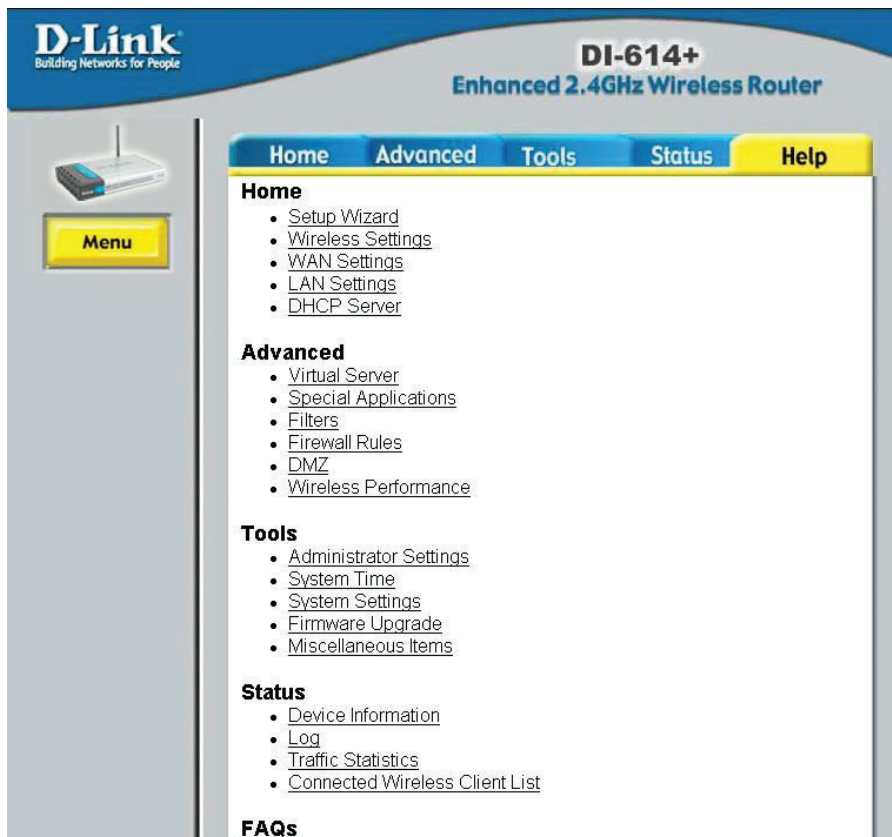 D-Link
Building Networks for People
DI-614+
Enhanced 2.4GHz Wireless Router
Menu
Home Advanced Tools Status Help
Home
Setup Wizard
Wireless Settings
WAN Settings
LAN Settings
DHCP Server
Advanced
Virtual Server
Special Applications
Filters
Firewall Rules
DMZ
Wireless Performance
Tools
Administrator Settings
System Time
System Settings
Firmware Upgrade
Miscellaneous Items
Status
Device Information
Log
Traffic Statistics
Connected Wireless Client List
FAQs